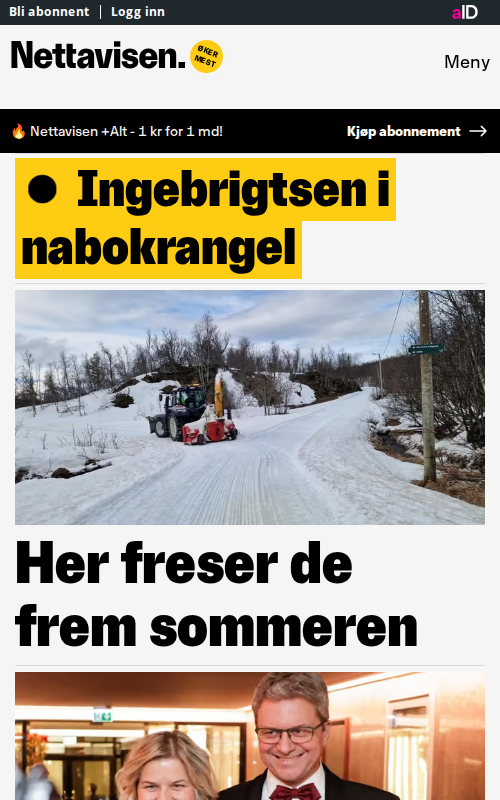 Bli abonnent
Logg inn
aID
Nettavisen.
ØKER
MEST
Meny
Nettavisen +Alt - 1 kr for 1 md!
Kjøp abonnement
Ingebrigtsen i
nabokrangel
Her freser de
frem sommeren